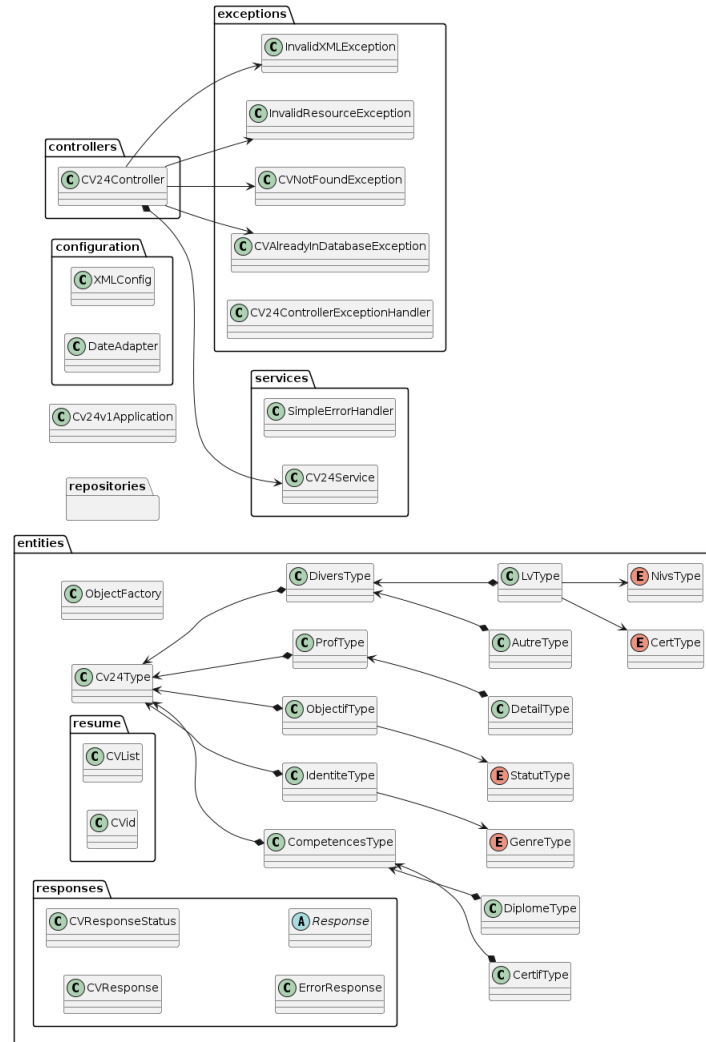 exceptions
C InvalidXMLException
C InvalidResourceException
controllers
C CV24Controller
C CVNotFoundException
C CVAlreadyInDatabaseException
configuration
C XMLConfig
C CV24ControllerExceptionHandler
C DateAdapter
services
C SimpleErrorHandler
C Cv24v1Application
C CV24Service
repositories
entities
C DiversType
C LvType
E NivsType
C ObjectFactory
C ProfType
C AutreType
E CertType
C Cv24Type
C ObjectifType
C DetailType
resume
C CVList
C IdentiteType
E StatutType
C CVid
C CompetencesType
E GenreType
responses
C DiplomeType
C CVResponseStatus
A Response
C CertifType
C CVResponse
C ErrorResponse